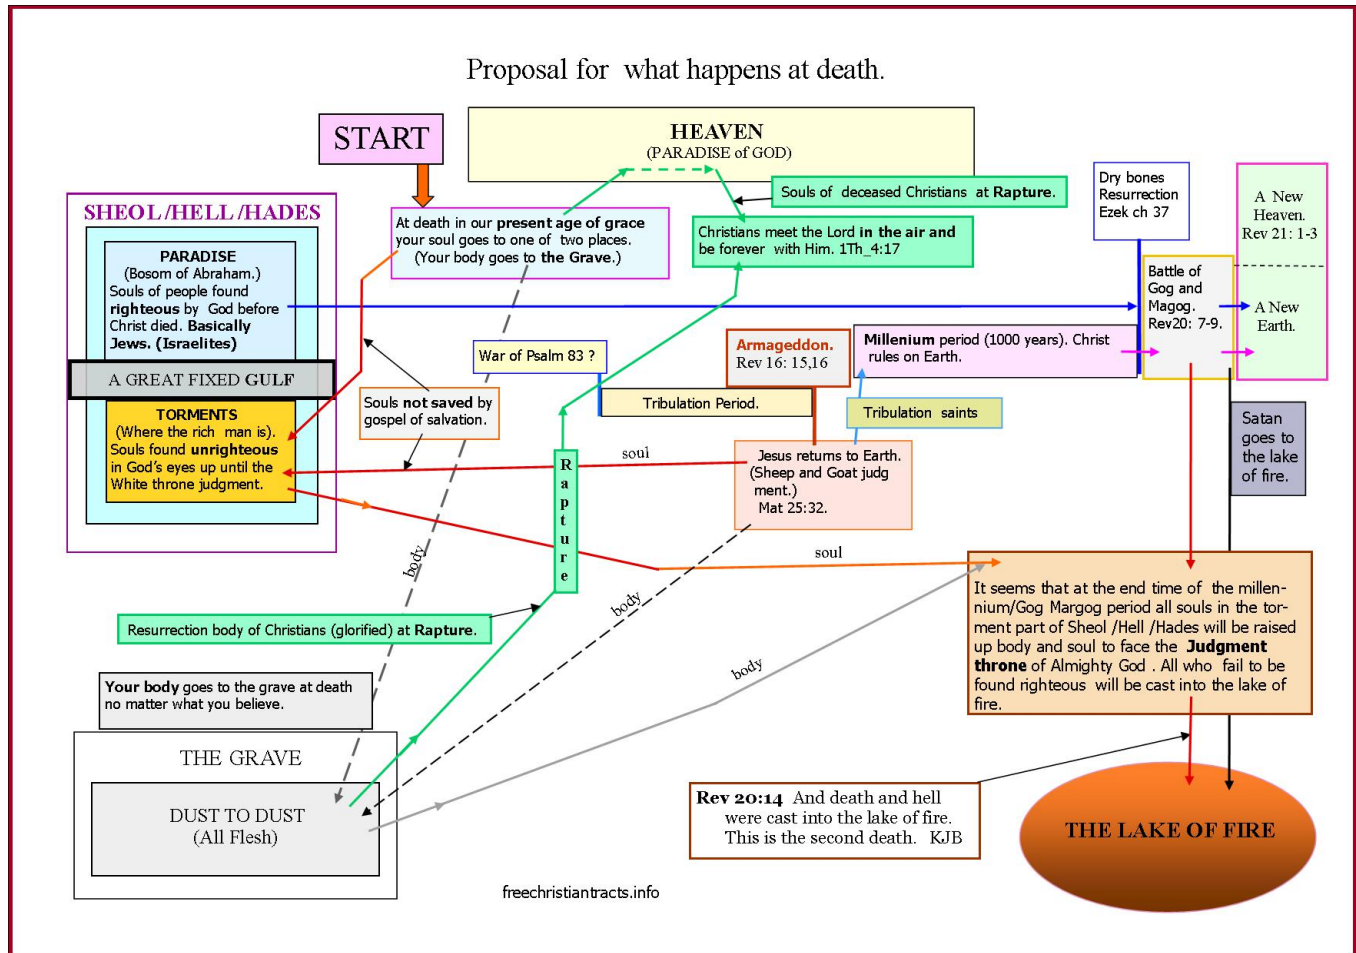 Proposal for what happens at death.
START
HEAVEN
(PARADISE of GOD)
Souls of deceased Christians at Rapture.
At death in our present age of grace
your soul goes to one of two places.
(Your body goes to the Grave.)
Christians meet the Lord in the air and
be forever with Him. 1Th_4:17
Dry bones
Resurrection
Ezek ch 37
A New
Heaven.
Rev 21: 1-3
A New
Earth.
Battle of
Gog and
Magog.
Rev20: 7-9.
SHEOL/HELL/HADES
PARADISE
(Bosom of Abraham.)
Souls of people found
righteous by God before
Christ died. Basically
Jews. (Israelites)
A GREAT FIXED GULF
TORMENTS
(Where the rich man is).
Souls found unrighteous
in God's eyes up until the
White throne judgment.
War of Psalm 83 ?
Armageddon.
Rev 16: 15,16
Millenium period (1000 years). Christ
rules on Earth.
Souls not saved by
gospel of salvation.
Tribulation Period.
Tribulation saints
Satan
goes to
the lake
of fire.
soul
Rapture
Jesus returns to Earth.
(Sheep and Goat judg
ment.)
Mat 25:32.
body
soul
body
body
It seems that at the end time of the millen-
nium/Gog Margog period all souls in the tor-
ment part of Sheol /Hell /Hades will be raised
up body and soul to face the Judgment
throne of Almighty God . All who fail to be
found righteous will be cast into the lake of
fire.
Resurrection body of Christians (glorified) at Rapture.
Your body goes to the grave at death
no matter what you believe.
THE GRAVE
DUST TO DUST
(All Flesh)
Rev 20:14 And death and hell
were cast into the lake of fire.
This is the second death. KJB
THE LAKE OF FIRE
freechristiantracts.info